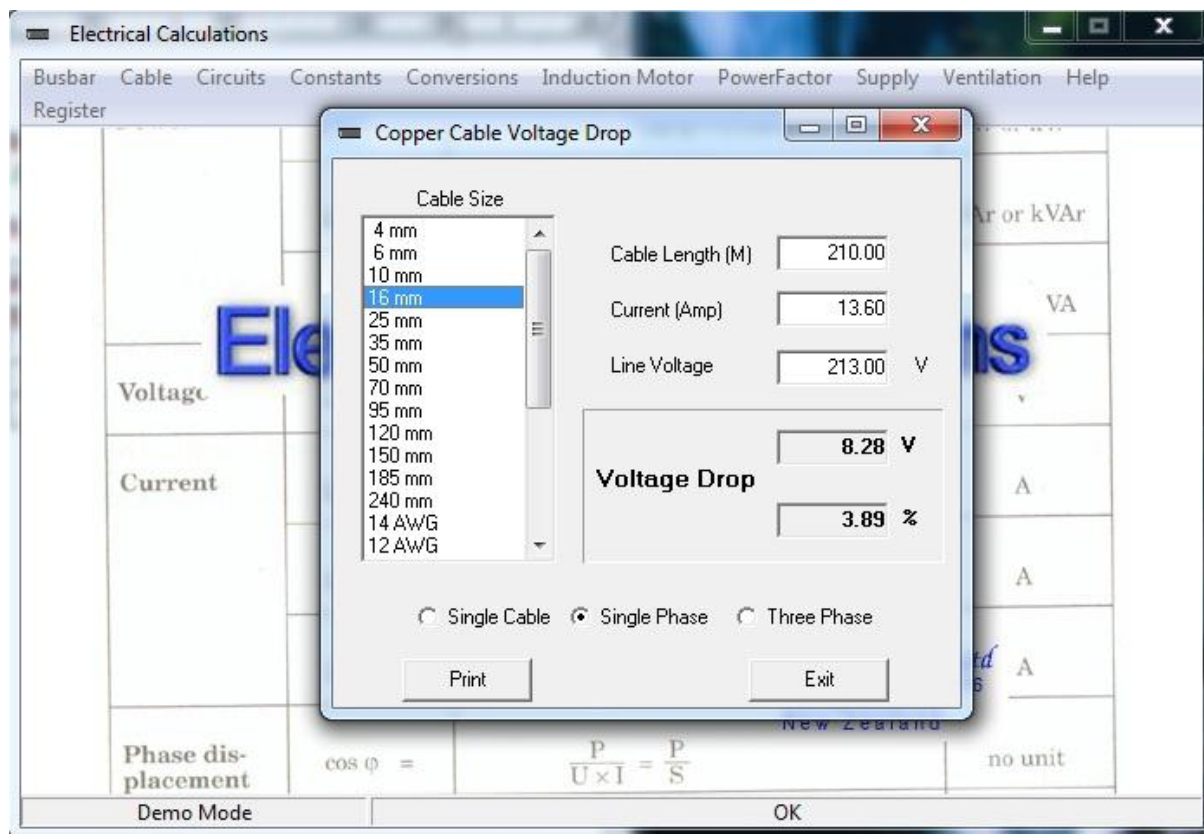 Electrical Calculations
Busbar Cable Circuits Constants Conversions Induction Motor PowerFactor Supply Ventilation Help
Register
Copper Cable Voltage Drop
Cable Size
4 mm
6 mm
10 mm
16 mm
25 mm
35 mm
50 mm
70 mm
95 mm
120 mm
150 mm
185 mm
240 mm
14 AWG
12 AWG
Cable Length (M) 210.00
Current (Amp) 13.60
Line Voltage 213.00 V
Voltage Drop
8.28 V
3.89 %
Single Cable Single Phase Three Phase
Print Exit
or kVAr
VA
Voltage
Current
A
A
A
New Zealand
Phase dis-
placement
cos φ = P / U × I = P / S no unit
Demo Mode OK